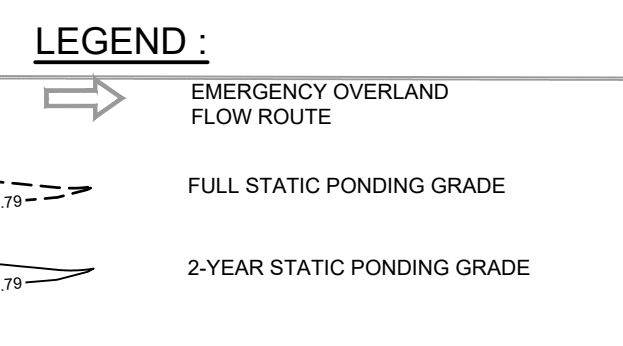 LEGEND :
EMERGENCY OVERLAND
FLOW ROUTE
FULL STATIC PONDING GRADE
.79
2-YEAR STATIC PONDING GRADE
.79